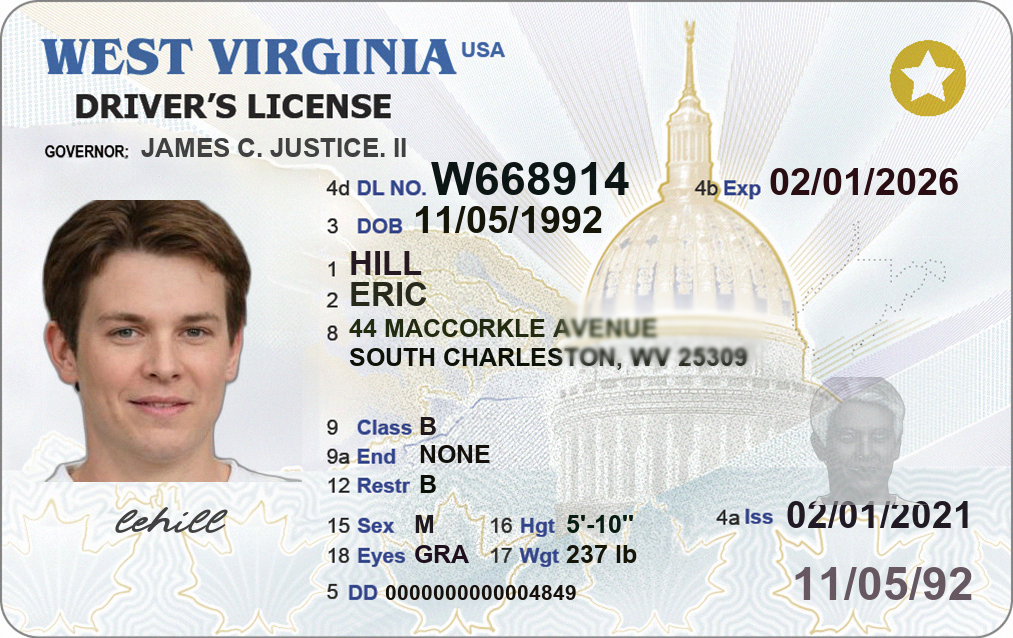 WEST VIRGINIA USA
DRIVER'S LICENSE
GOVERNOR: JAMES C. JUSTICE. II
4d DL NO. W668914 4b Exp 02/01/2026
3 DOB 11/05/1992
1 HILL
2 ERIC
8 44 MACCORKLE AVENUE
SOUTH CHARLESTON, WV 25309
9 Class B
9a End NONE
12 Restr B
lehill
15 Sex M 16 Hgt 5'-10"
4a Iss 02/01/2021
18 Eyes GRA 17 Wgt 237 lb
5 DD 0000000000004849
11/05/92